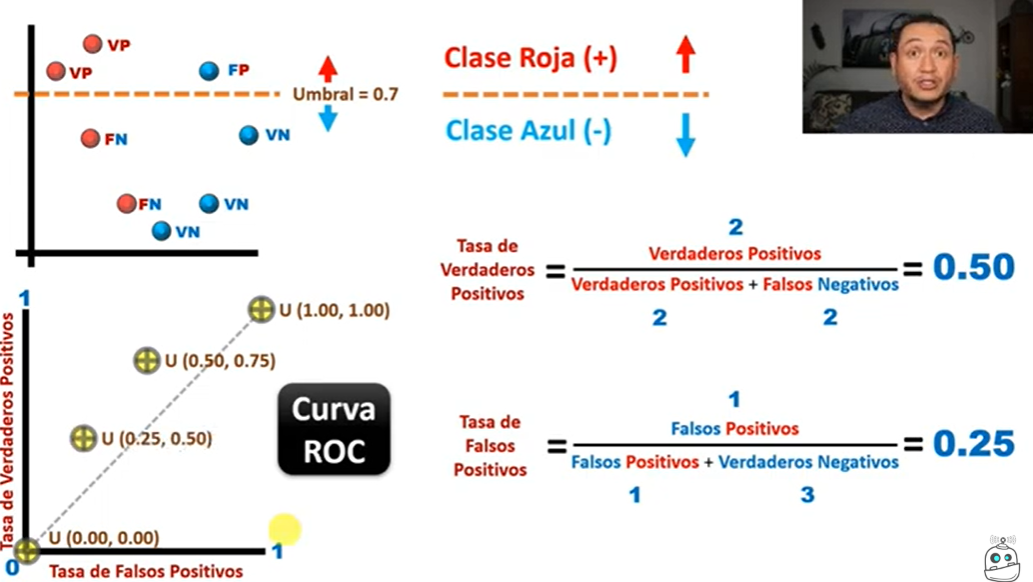 VP
VP
FP
Umbral = 0.7
FN
VN
FN
VN
VN
Clase Roja (+)
Clase Azul (-)
Tasa de
Verdaderos
Positivos
=
2
Verdaderos Positivos
Verdaderos Positivos + Falsos Negativos
2 2
= 0.50
Tasa de
Falsos
Positivos
=
1
Falsos Positivos
Falsos Positivos + Verdaderos Negativos
1 3
= 0.25
1
Tasa de Verdaderos Positivos
U (1.00, 1.00)
U (0.50, 0.75)
U (0.25, 0.50)
U (0.00, 0.00)
0
1
Tasa de Falsos Positivos
Curva
ROC